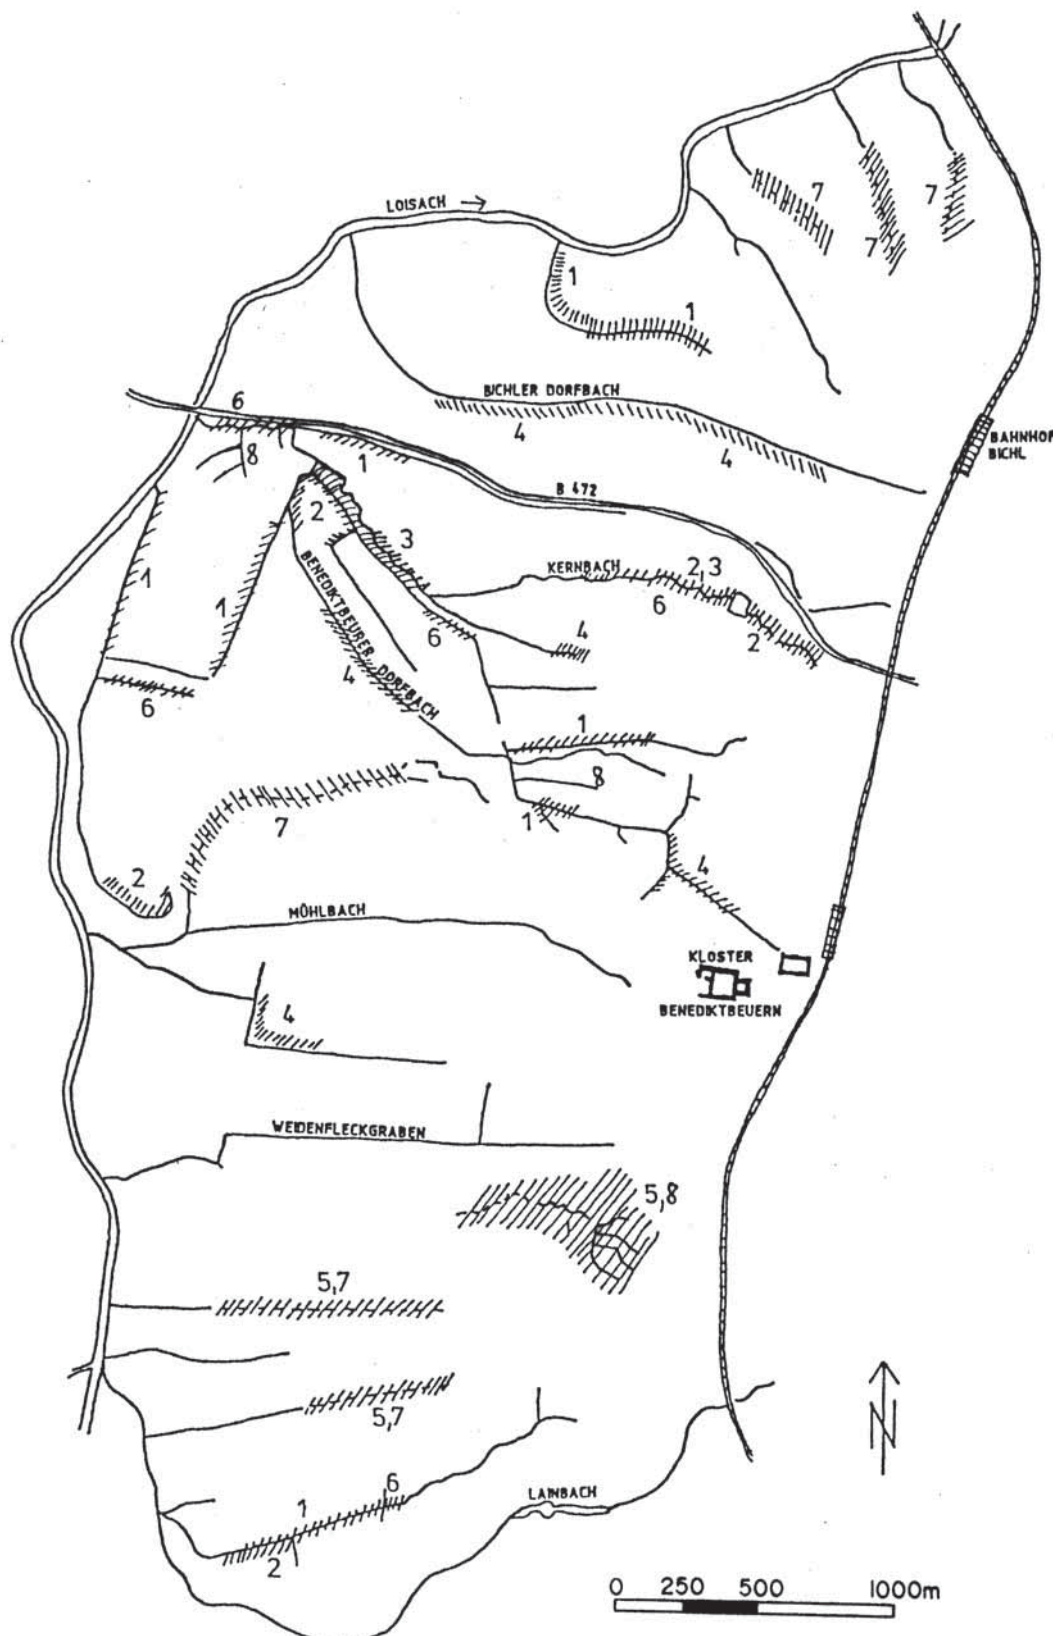 7
7
7
LOISACH
1
1
BICHLER DORFBACH
4
4
BAHNHOF
BICHL
6
8
1
B 472
2
3
KERNBACH
2,3
6
2
1
1
BENEDIKTBEURER DORFBACH
6
4
4
6
1
8
7
1
2
4
MÜHLBACH
KLOSTER
BENEDIKTBEUERN
4
WEIDENFLECKGRABEN
5,8
5,7
5,7
6
1
2
LAINBACH
N
0 250 500 1000m